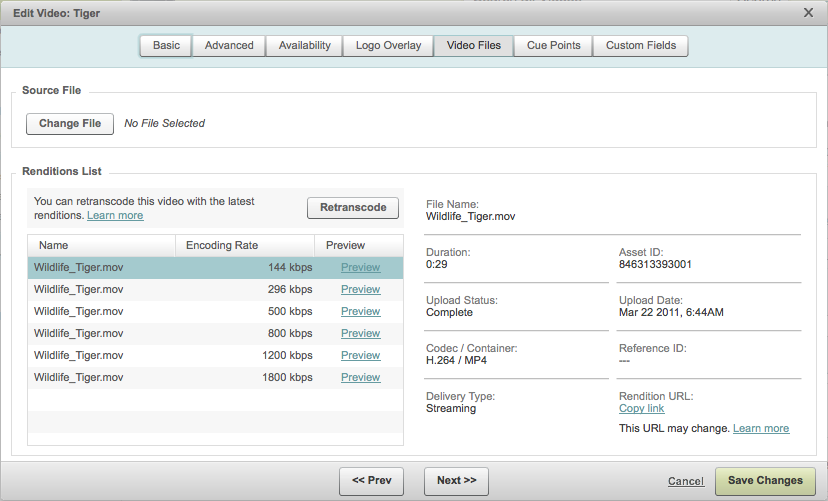 Edit Video: Tiger
Basic
Advanced
Availability
Logo Overlay
Video Files
Cue Points
Custom Fields
Source File
Change File
No File Selected
Renditions List
You can retranscode this video with the latest
renditions. Learn more
Retranscode
Name Encoding Rate Preview
Wildlife_Tiger.mov 144 kbps Preview
Wildlife_Tiger.mov 296 kbps Preview
Wildlife_Tiger.mov 500 kbps Preview
Wildlife_Tiger.mov 800 kbps Preview
Wildlife_Tiger.mov 1200 kbps Preview
Wildlife_Tiger.mov 1800 kbps Preview
File Name:
Wildlife_Tiger.mov
Duration:
0:29
Asset ID:
846313393001
Upload Status:
Complete
Upload Date:
Mar 22 2011, 6:44AM
Codec / Container:
H.264 / MP4
Reference ID:
---
Delivery Type:
Streaming
Rendition URL:
Copy link
This URL may change. Learn more
<< Prev
Next >>
Cancel
Save Changes